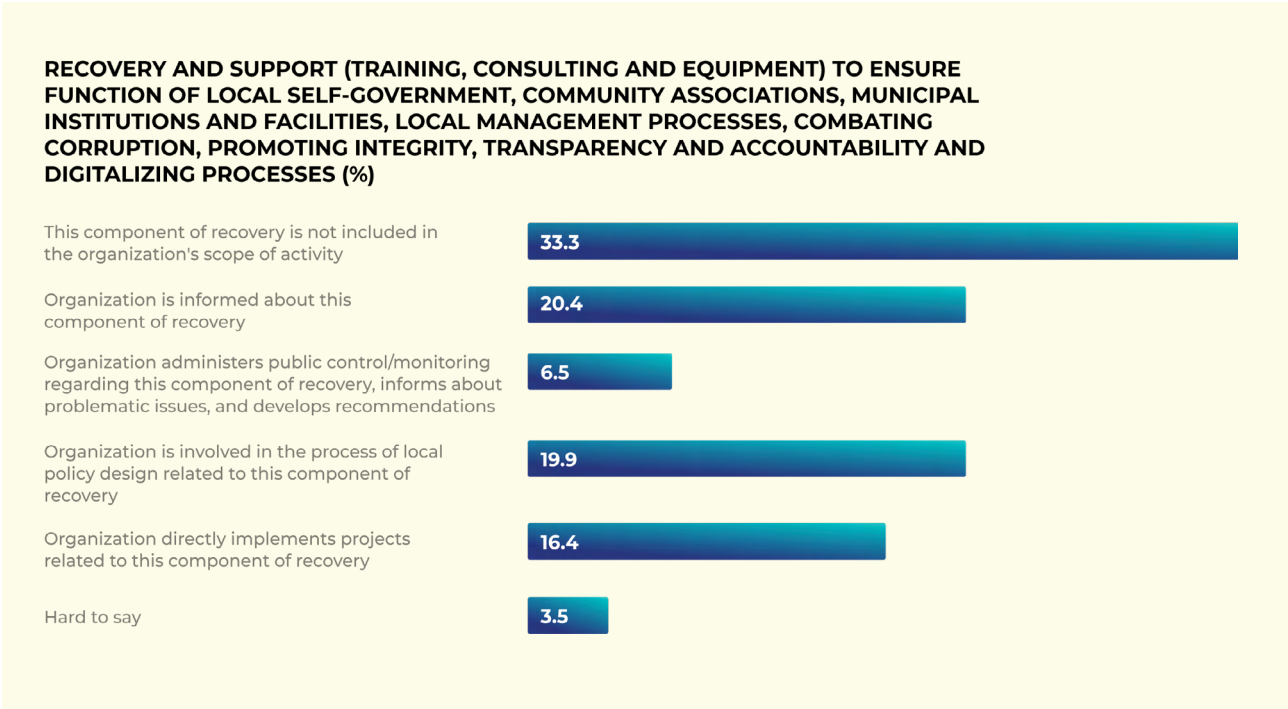 RECOVERY AND SUPPORT (TRAINING, CONSULTING AND EQUIPMENT) TO ENSURE
FUNCTION OF LOCAL SELF-GOVERNMENT, COMMUNITY ASSOCIATIONS, MUNICIPAL
INSTITUTIONS AND FACILITIES, LOCAL MANAGEMENT PROCESSES, COMBATING
CORRUPTION, PROMOTING INTEGRITY, TRANSPARENCY AND ACCOUNTABILITY AND
DIGITALIZING PROCESSES (%)
This component of recovery is not included in
the organization's scope of activity
33.3
Organization is informed about this
component of recovery
20.4
Organization administers public control/monitoring
regarding this component of recovery, informs about
problematic issues, and develops recommendations
6.5
Organization is involved in the process of local
policy design related to this component of
recovery
19.9
Organization directly implements projects
related to this component of recovery
16.4
Hard to say
3.5